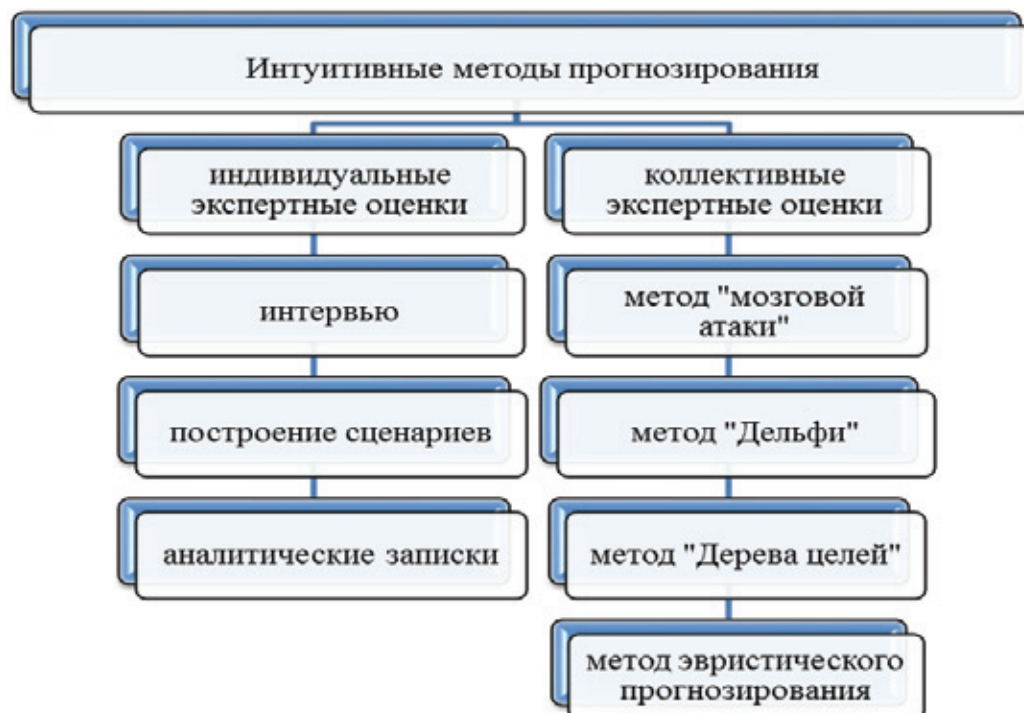 Интуитивные методы прогнозирования
индивидуальные
экспертные оценки
интервью
построение сценариев
аналитические записки
коллективные
экспертные оценки
метод "мозговой
атаки"
метод "Дельфи"
метод "Дерева целей"
метод эвристического
прогнозирования